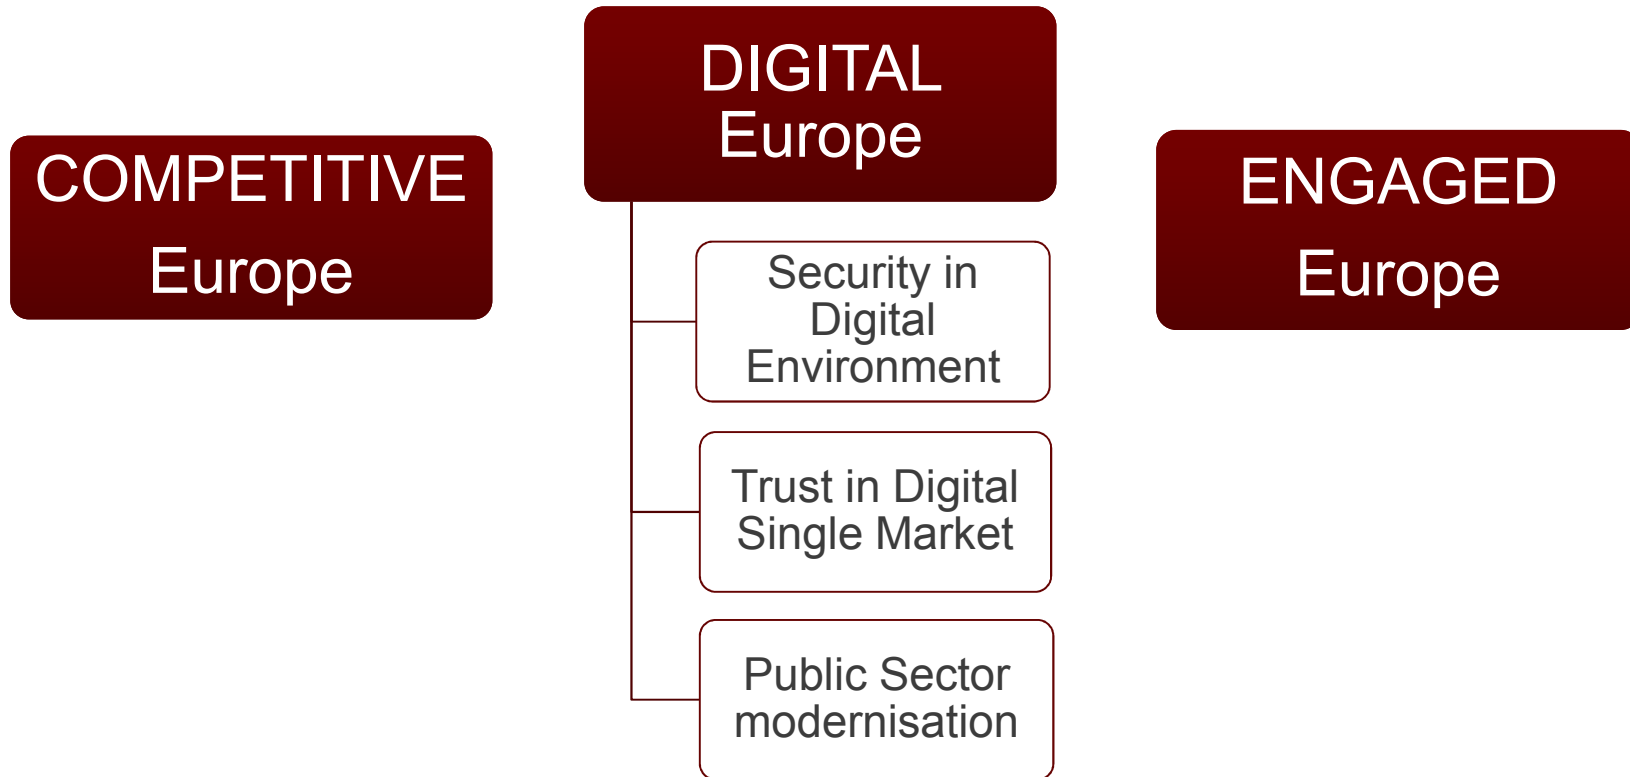 COMPETITIVE
Europe
DIGITAL
Europe
Security in
Digital
Environment
Trust in Digital
Single Market
Public Sector
modernisation
ENGAGED
Europe